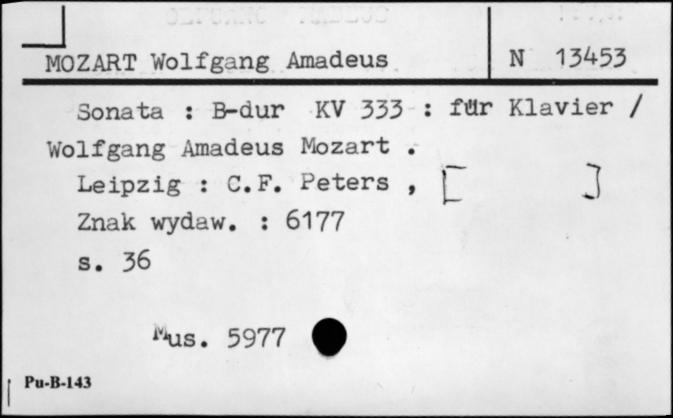 MOZART Wolfgang Amadeus N 13453
Sonata : B-dur KV 333 : für Klavier /
Wolfgang Amadeus Mozart .
Leipzig : C.F. Peters , [ ]
Znak wydaw. : 6177
s. 36
Mus. 5977
Pu-B-143